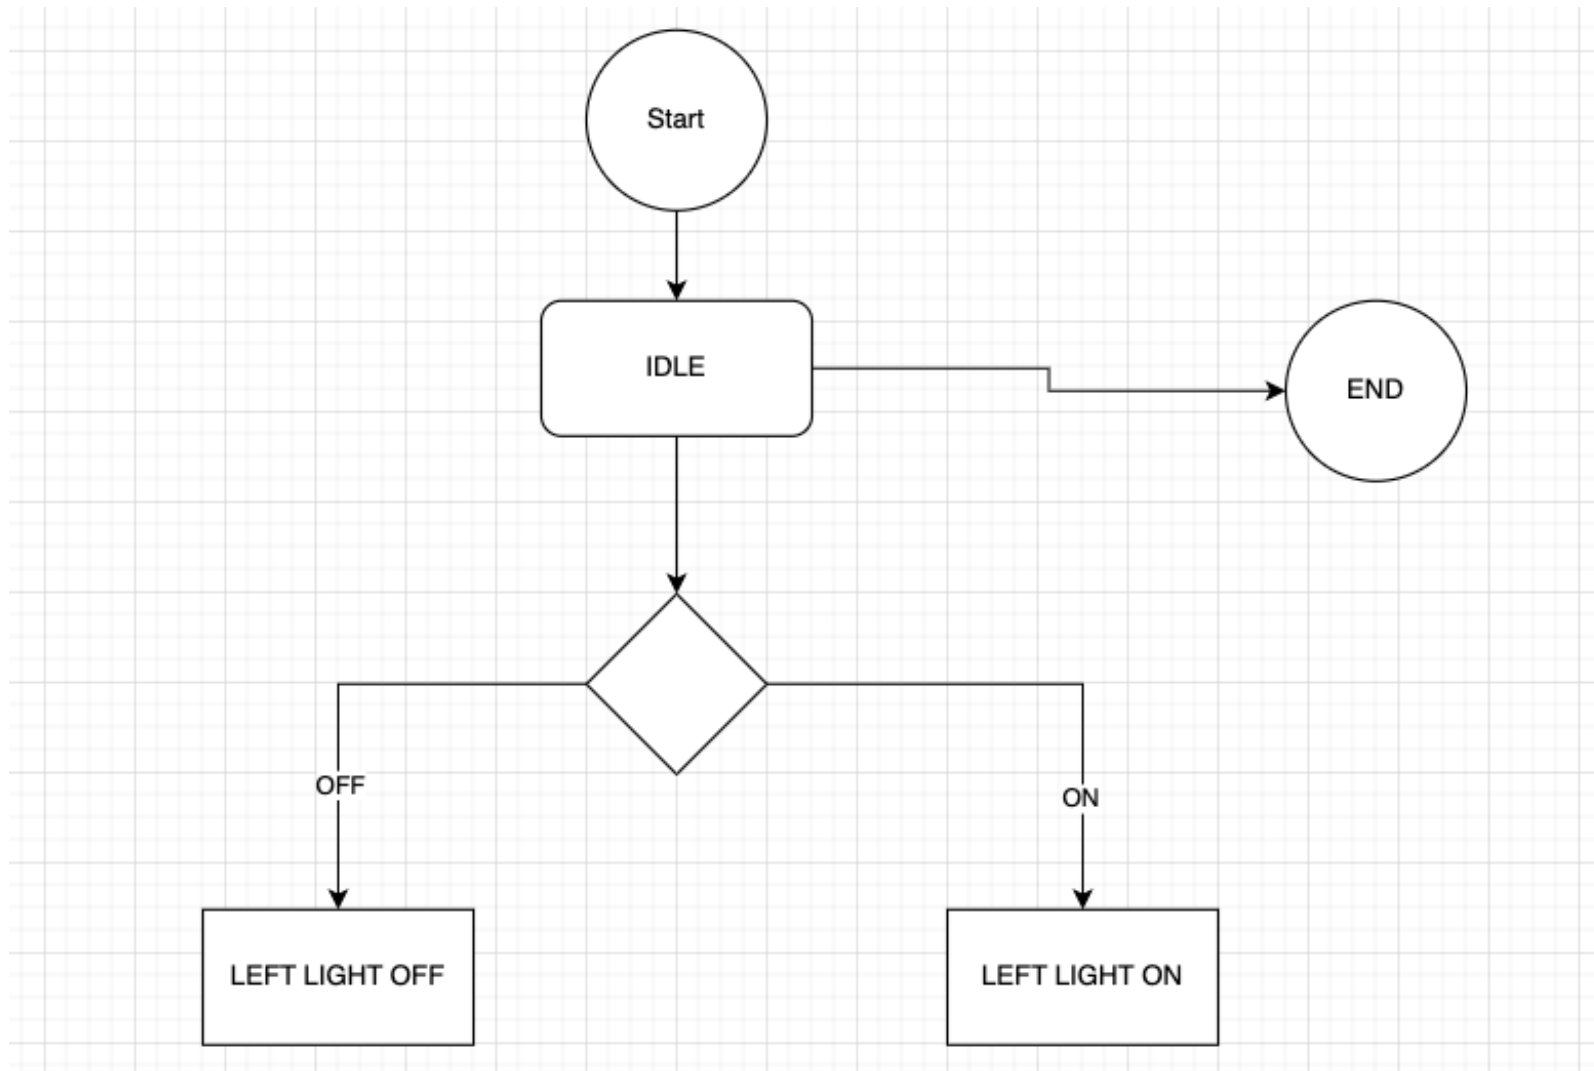 Start
IDLE
END
OFF
ON
LEFT LIGHT OFF
LEFT LIGHT ON